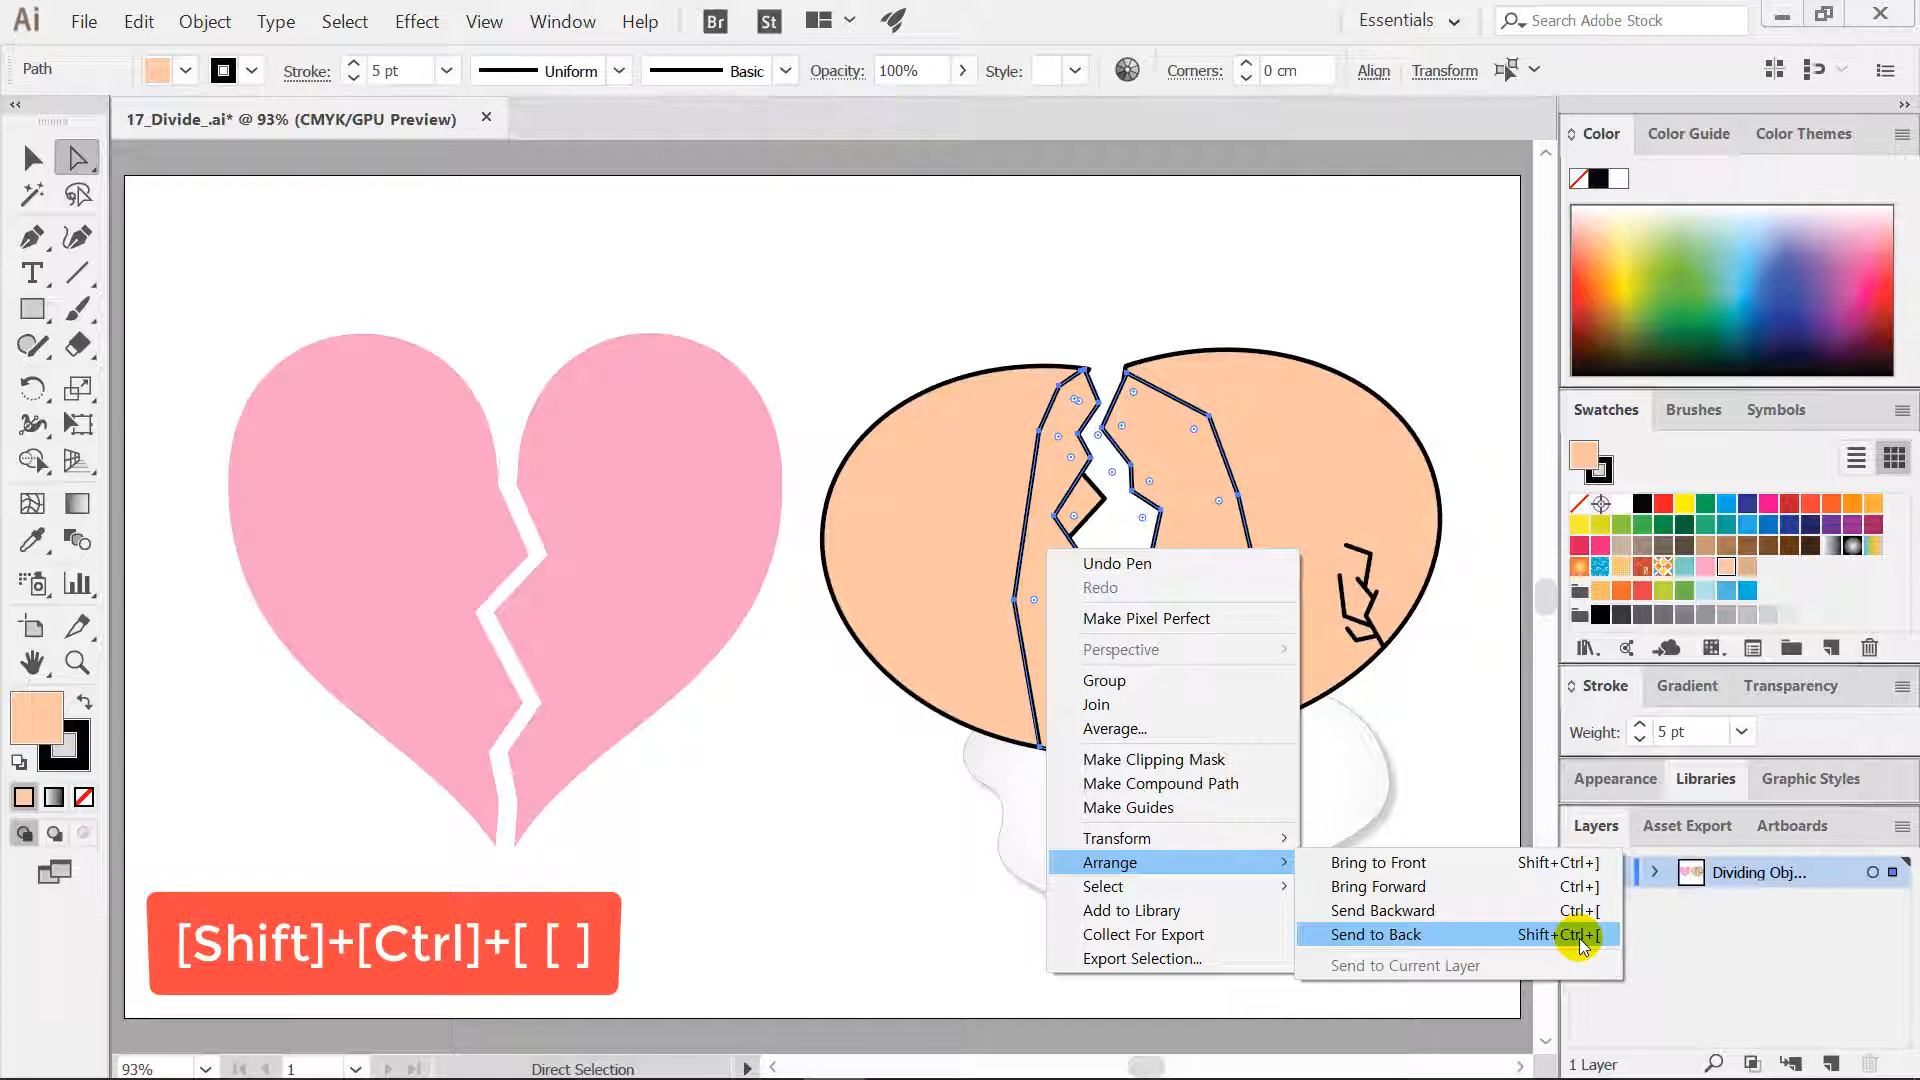 Ai File Edit Object Type Select Effect View Window Help Br St Essentials Search Adobe Stock
Path Stroke: 5 pt Uniform Basic Opacity: 100% Style: Corners: 0 cm Align Transform
17_Divide_.ai* @ 93% (CMYK/GPU Preview)
Color Color Guide Color Themes
Swatches Brushes Symbols
Undo Pen
Redo
Make Pixel Perfect
Perspective
Group
Join
Average...
Make Clipping Mask
Make Compound Path
Make Guides
Transform
Arrange
Select
Add to Library
Collect For Export
Export Selection...
Bring to Front Shift+Ctrl+]
Bring Forward Ctrl+]
Send Backward Ctrl+[
Send to Back Shift+Ctrl+[
Send to Current Layer
Stroke Gradient Transparency
Weight: 5 pt
Appearance Libraries Graphic Styles
Layers Asset Export Artboards
Dividing Obj...
[Shift]+[Ctrl]+[ [ ]
93% 1 Direct Selection 1 Layer